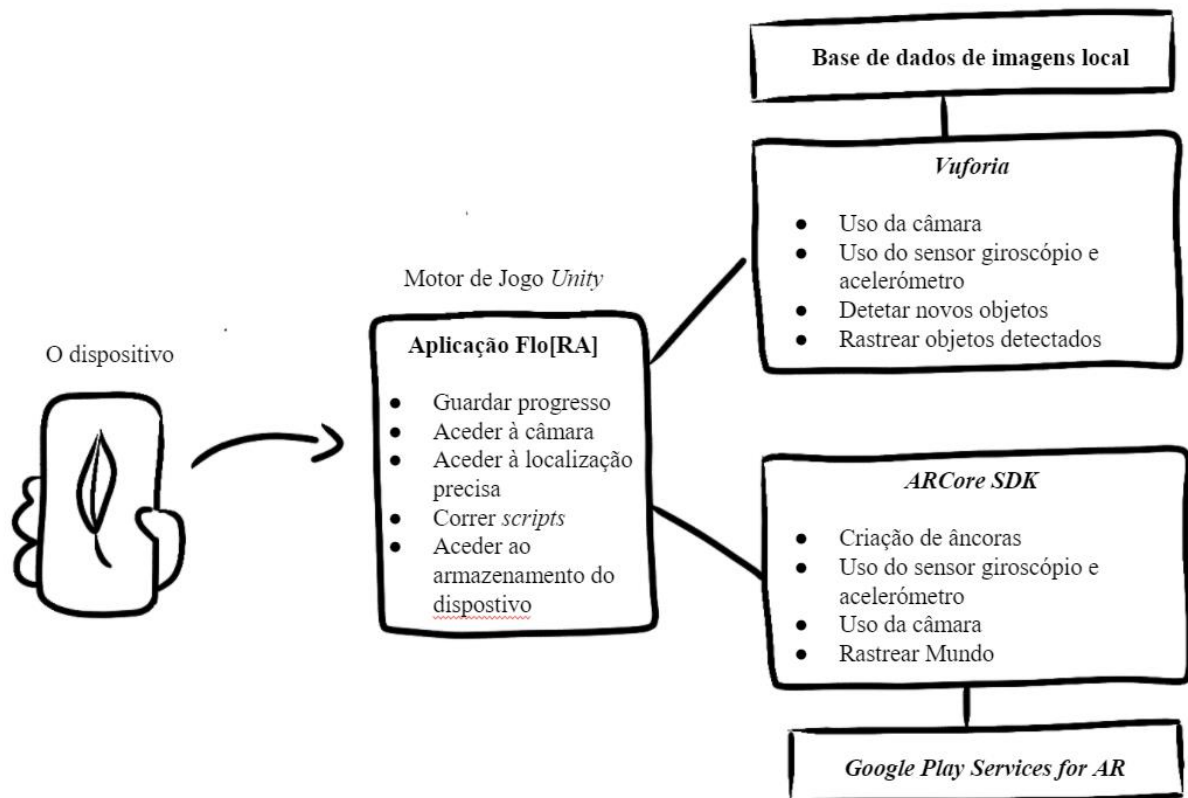 O dispositivo
Motor de Jogo Unity
Aplicação Flo[RA]
● Guardar progresso
● Aceder à câmara
● Aceder à localização
precisa
● Correr scripts
● Aceder ao
armazenamento do
dispostivo
Base de dados de imagens local
Vuforia
● Uso da câmara
● Uso do sensor giroscópio e
acelerómetro
● Detetar novos objetos
● Rastrear objetos detectados
ARCore SDK
● Criação de âncoras
● Uso do sensor giroscópio e
acelerómetro
● Uso da câmara
● Rastrear Mundo
Google Play Services for AR